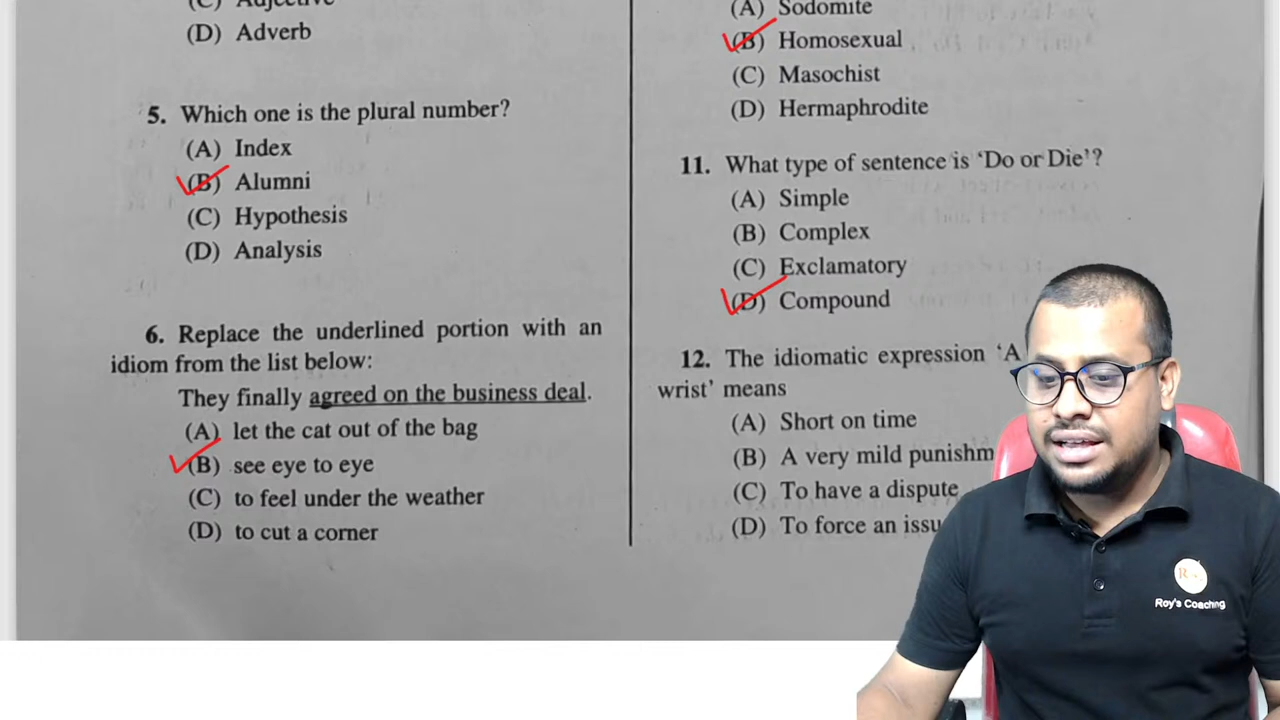 (C) Adjective
(D) Adverb
5. Which one is the plural number?
(A) Index
(B) Alumni
(C) Hypothesis
(D) Analysis
6. Replace the underlined portion with an
idiom from the list below:
They finally agreed on the business deal.
(A) let the cat out of the bag
(B) see eye to eye
(C) to feel under the weather
(D) to cut a corner
(A) Sodomite
(B) Homosexual
(C) Masochist
(D) Hermaphrodite
11. What type of sentence is ‘Do or Die’?
(A) Simple
(B) Complex
(C) Exclamatory
(D) Compound
12. The idiomatic expression ‘A
wrist’ means
(A) Short on time
(B) A very mild punishm
(C) To have a dispute
(D) To force an issu
Roy's Coaching